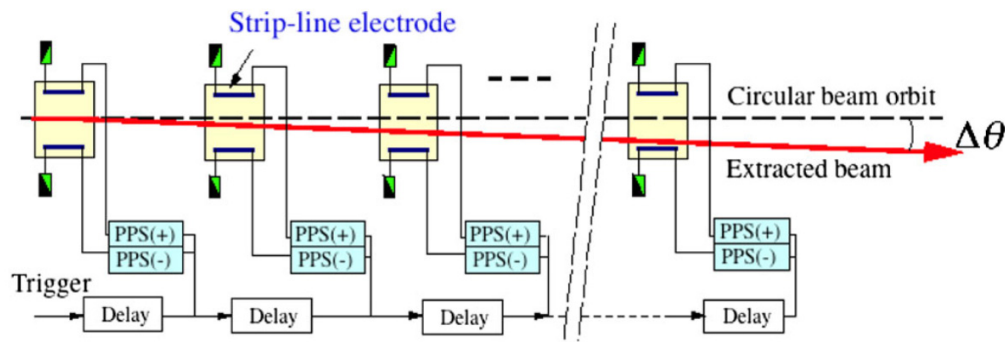 Strip-line electrode
Circular beam orbit
Δθ
Extracted beam
PPS(+)
PPS(-)
PPS(+)
PPS(-)
PPS(+)
PPS(-)
PPS(+)
PPS(-)
Trigger
Delay
Delay
Delay
Delay